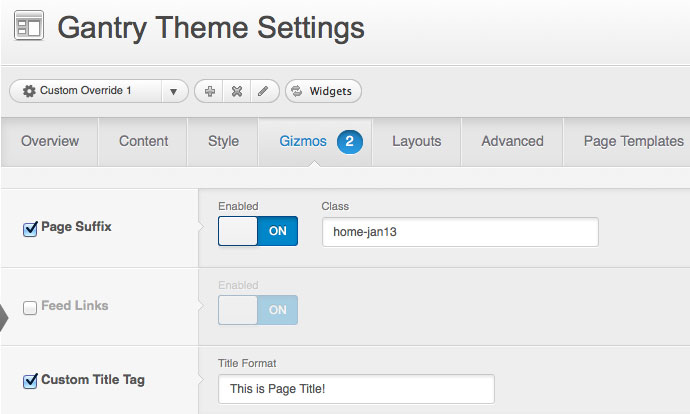 Gantry Theme Settings
Custom Override 1 Widgets
Overview Content Style Gizmos 2 Layouts Advanced Page Templates
Enabled Class
Page Suffix ON home-jan13
Enabled
Feed Links ON
Title Format
Custom Title Tag This is Page Title!